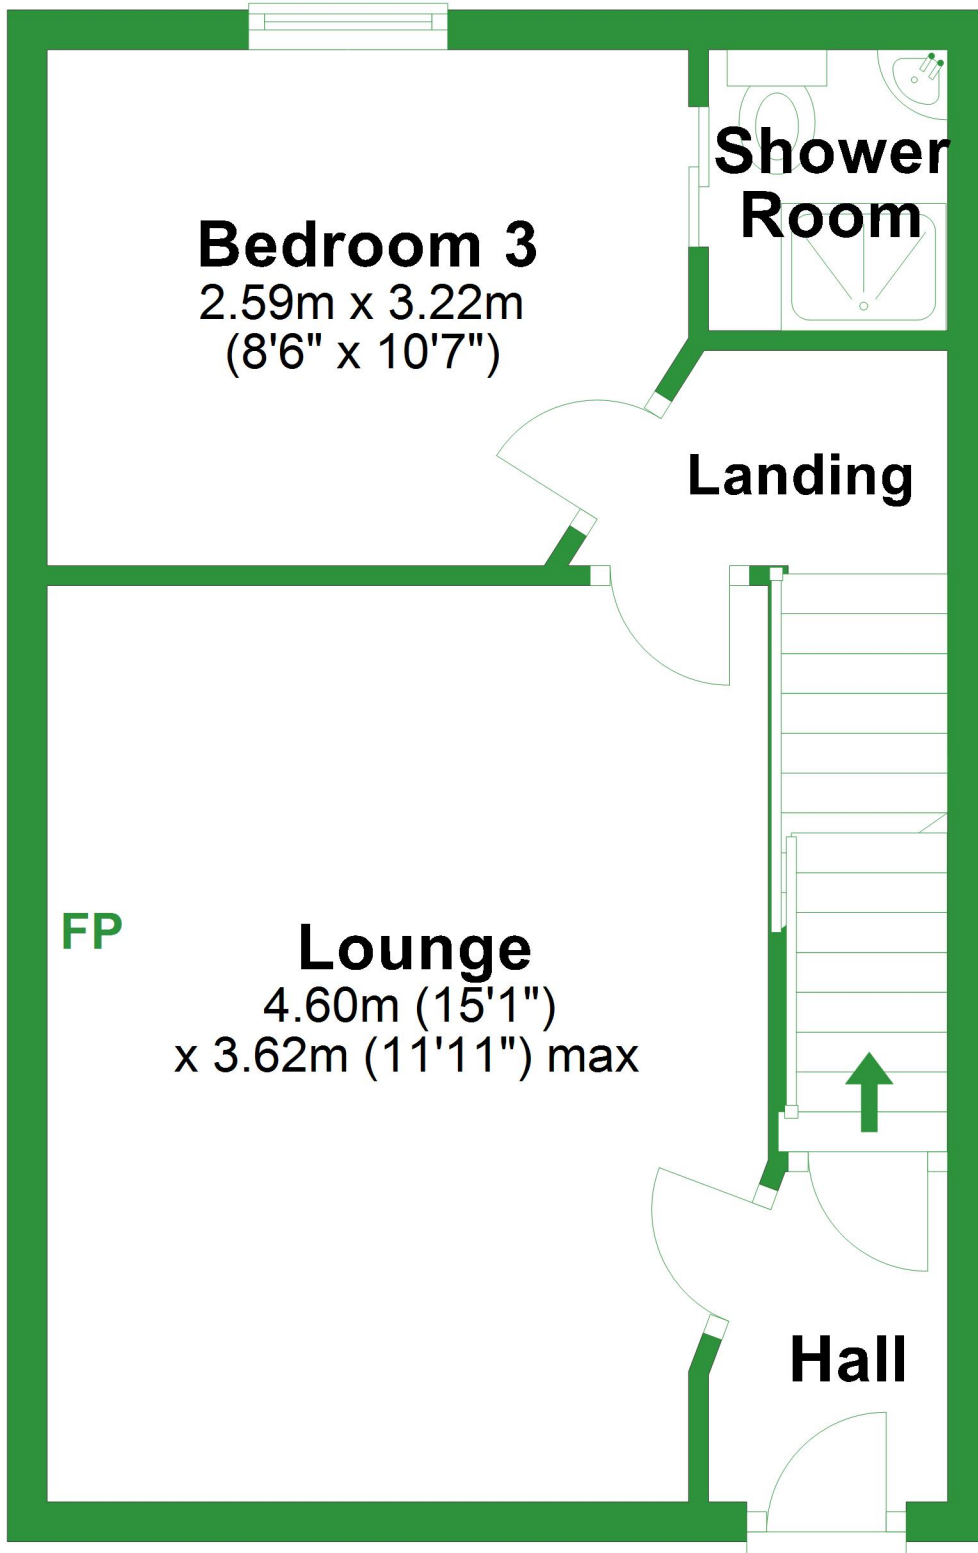 Shower
Room
Bedroom 3
2.59m x 3.22m
(8'6" x 10'7")
Landing
FP
Lounge
4.60m (15'1")
x 3.62m (11'11") max
Hall